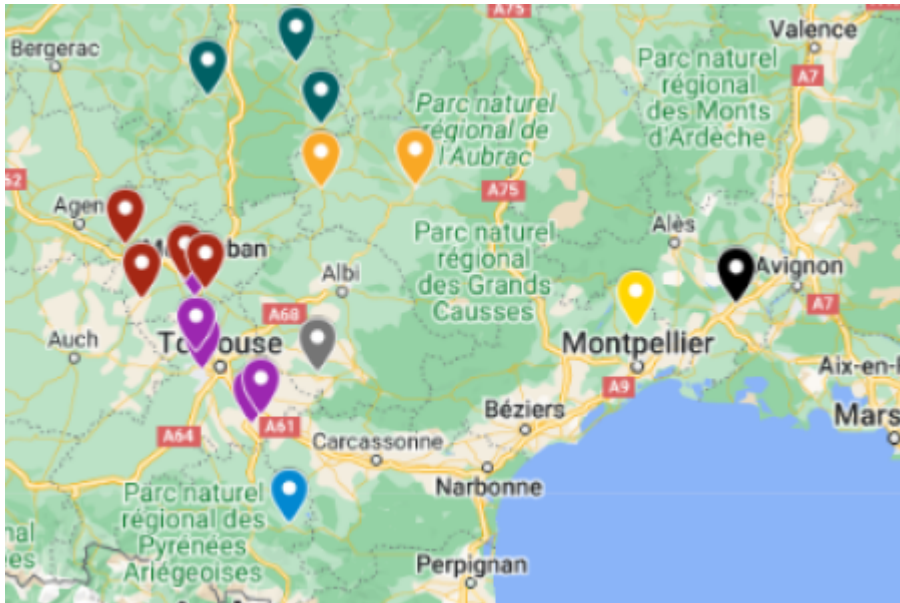 A75
Bergerac
Valence
Parc naturel
régional
des Monts
d'Ardèche
A7
Parc naturel
régional de
l'Aubrac
62
A75
Agen
Alès
Parc naturel
régional
des Grands
Causses
Albi
Avignon
A7
A68
Auch
Montpellier
Aix-en-
A9
Mars
Béziers
A61
A64
Carcassonne
Narbonne
Parc naturel
régional des
Pyrénées
Ariégeoises
Perpignan